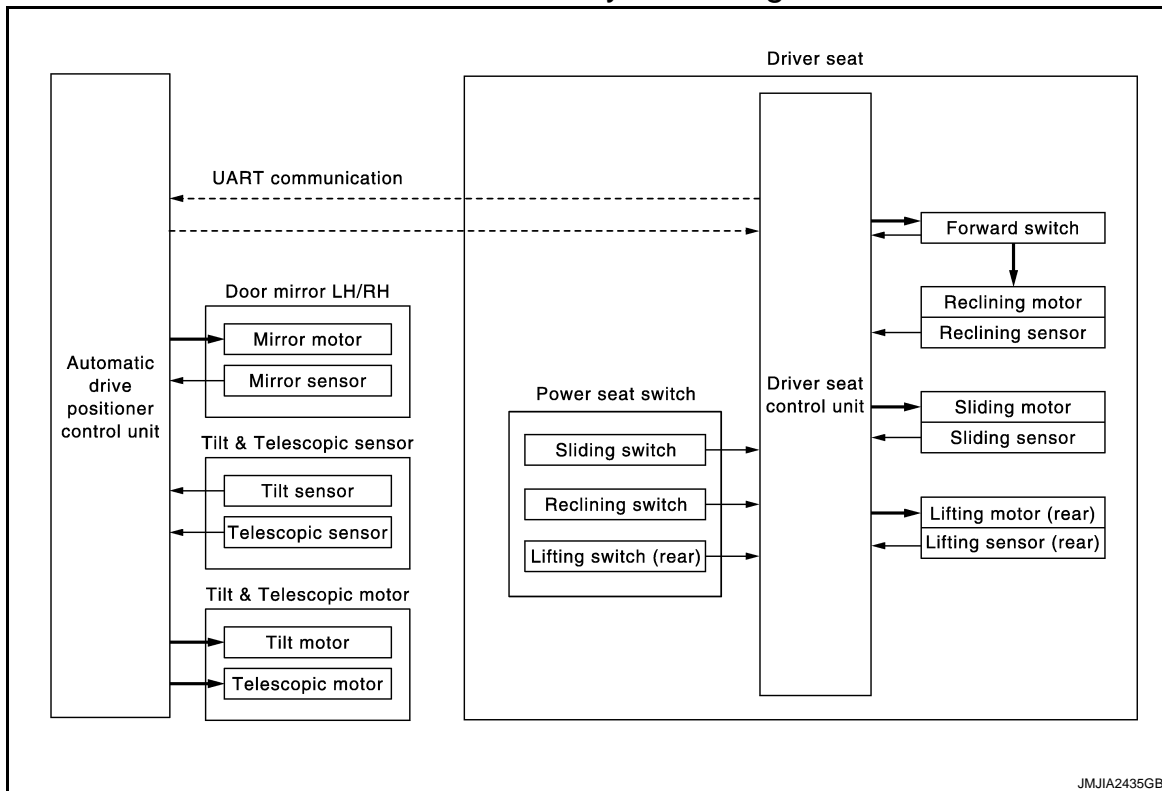 Driver seat
UART communication
Forward switch
Door mirror LH/RH
Reclining motor
Reclining sensor
Mirror motor
Mirror sensor
Automatic
drive
positioner
control unit
Driver seat
control unit
Power seat switch
Sliding motor
Sliding sensor
Tilt & Telescopic sensor
Sliding switch
Tilt sensor
Reclining switch
Telescopic sensor
Lifting motor (rear)
Lifting sensor (rear)
Lifting switch (rear)
Tilt & Telescopic motor
Tilt motor
Telescopic motor
JMJIA2435GB